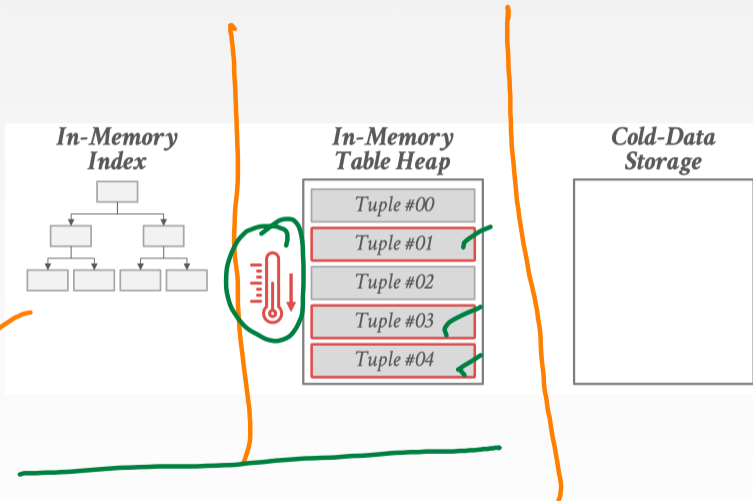 In-Memory
Index
In-Memory
Table Heap
Tuple #00
Tuple #01
Tuple #02
Tuple #03
Tuple #04
Cold-Data
Storage